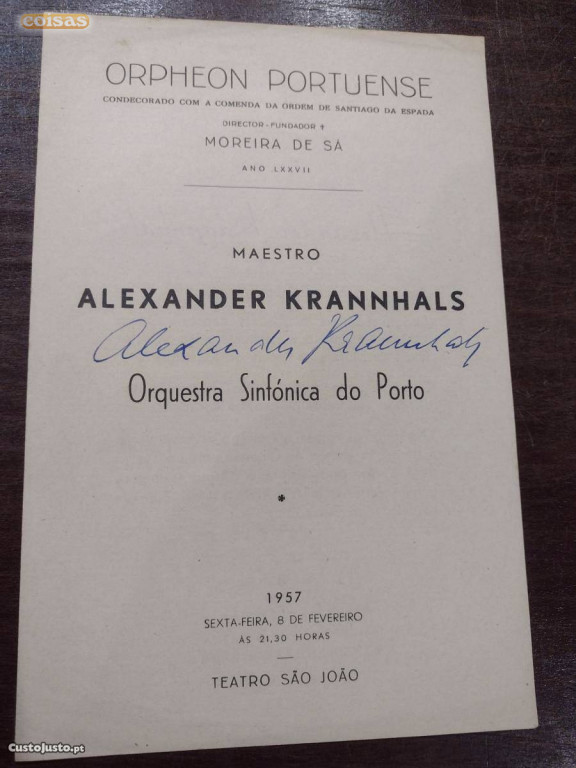 coisas
ORPHEON PORTUENSE
CONDECORADO COM A COMENDA DA ORDEM DE SANTIAGO DA ESPADA
DIRECTOR-FUNDADOR †
MOREIRA DE SÁ
ANO LXXVII
MAESTRO
ALEXANDER KRANNHALS
Alexander Krannhals
Orquestra Sinfónica do Porto
*
1957
SEXTA-FEIRA, 8 DE FEVEREIRO
ÀS 21,30 HORAS
TEATRO SÃO JOÃO
CustoJusto.pt